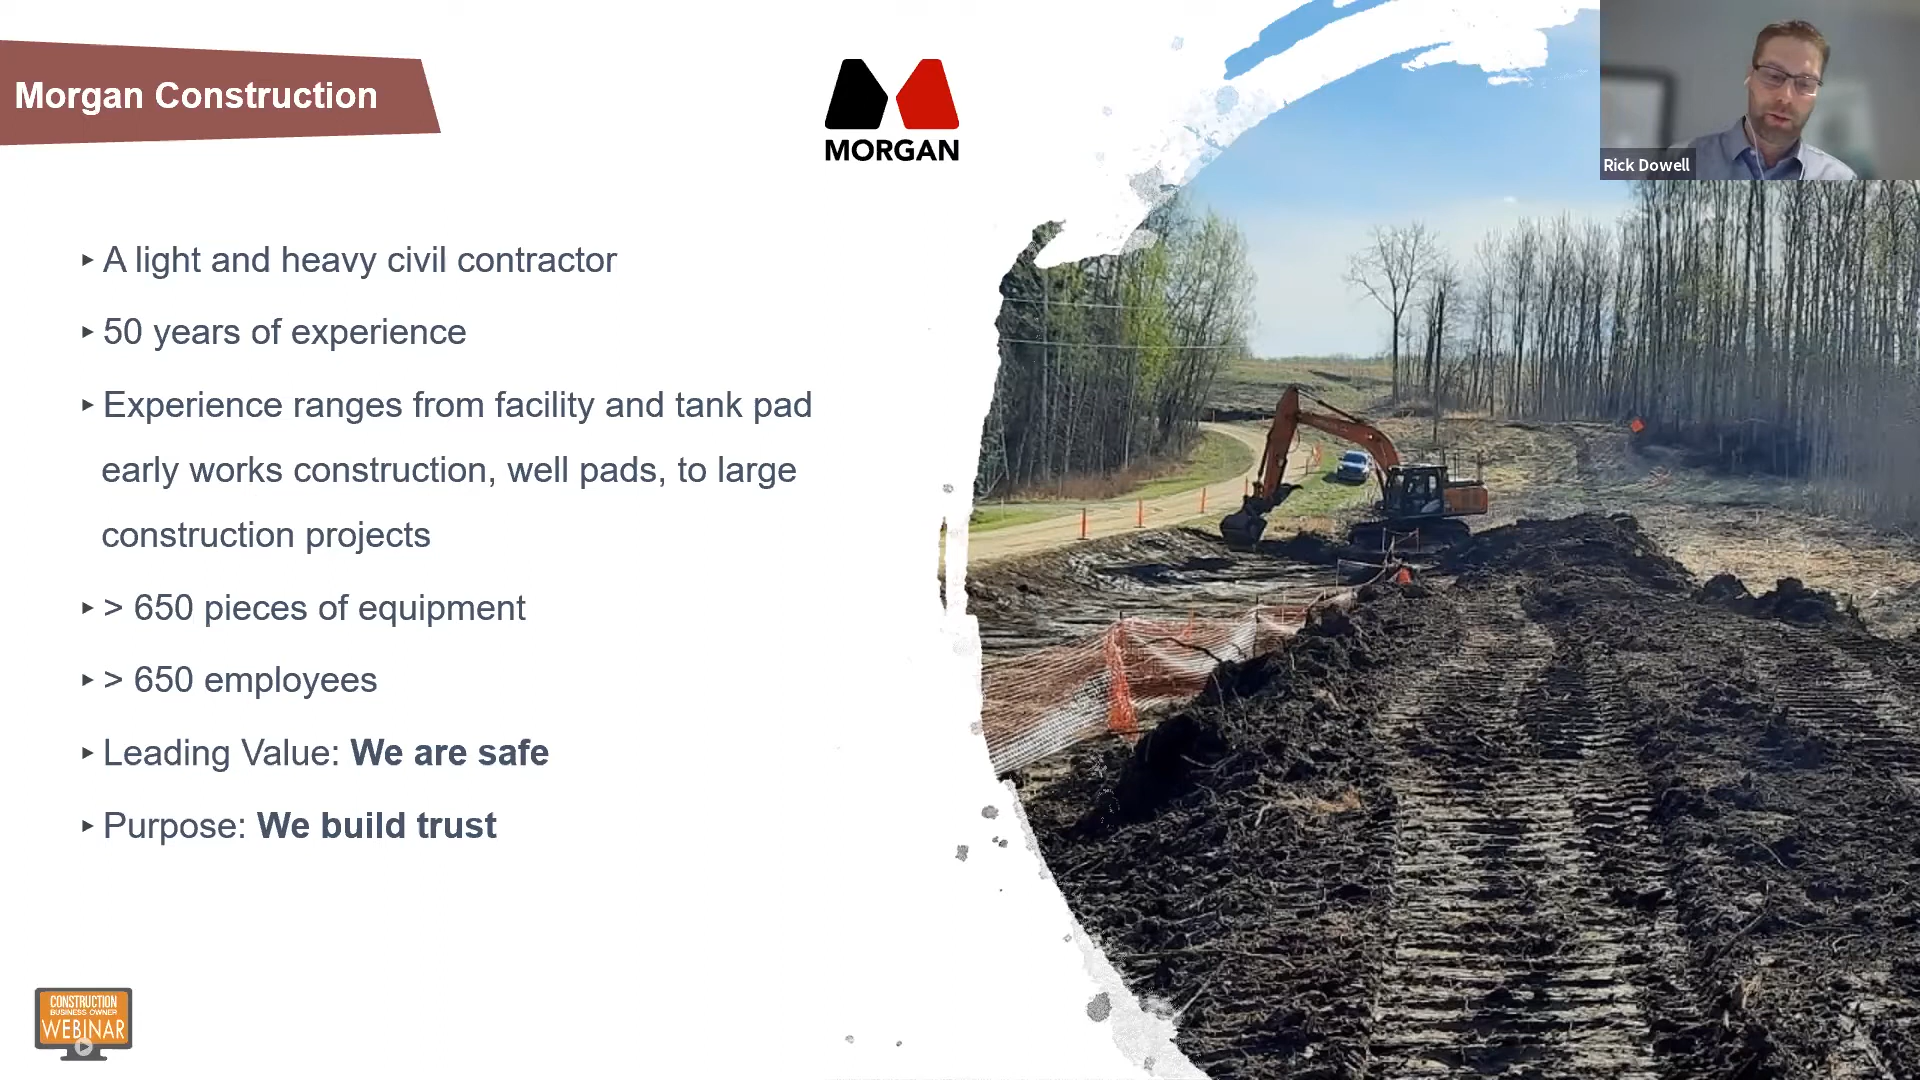 Morgan Construction
MORGAN
Rick Dowell
‣ A light and heavy civil contractor
‣ 50 years of experience
‣ Experience ranges from facility and tank pad
early works construction, well pads, to large
construction projects
‣ > 650 pieces of equipment
‣ > 650 employees
‣ Leading Value: We are safe
‣ Purpose: We build trust
CONSTRUCTION
BUSINESS OWNER
WEBINAR